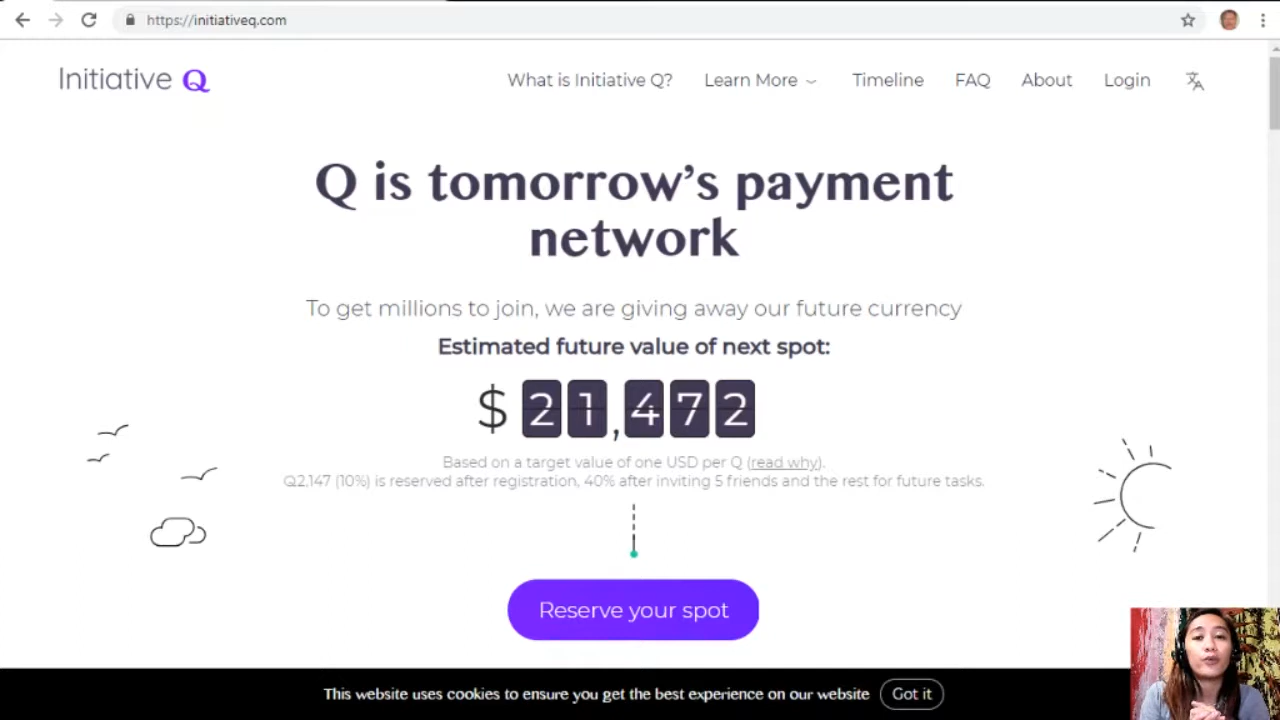 https://initiativeq.com
Initiative Q
What is Initiative Q? Learn More Timeline FAQ About Login
Q is tomorrow's payment
network
To get millions to join, we are giving away our future currency
Estimated future value of next spot:
$ 21,472
Based on a target value of one USD per Q (read why).
Q2,147 (10%) is reserved after registration, 40% after inviting 5 friends and the rest for future tasks.
Reserve your spot
This website uses cookies to ensure you get the best experience on our website Got it